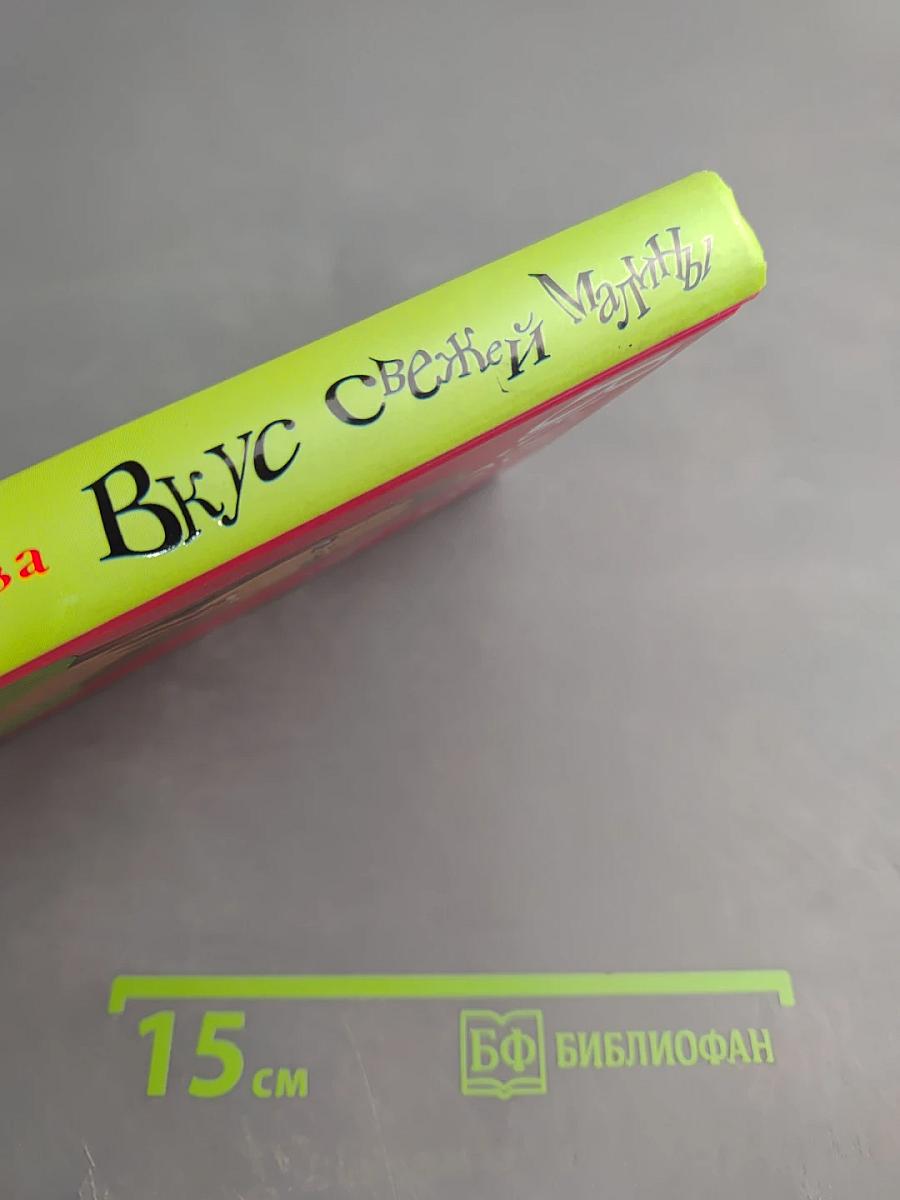 ва Вкус свежей Малины
15 см
БФ БИБЛИОФАН